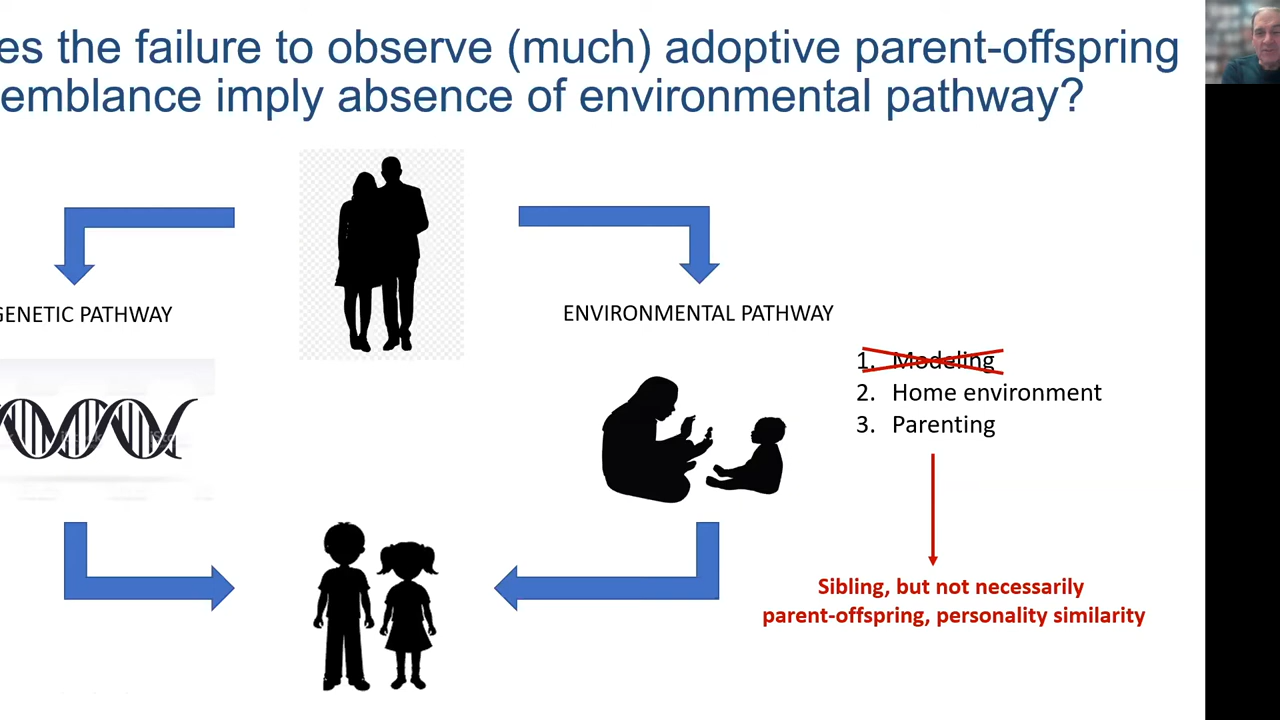 es the failure to observe (much) adoptive parent-offspring
emblance imply absence of environmental pathway?
GENETIC PATHWAY
ENVIRONMENTAL PATHWAY
1. Modeling
2. Home environment
3. Parenting
Sibling, but not necessarily
parent-offspring, personality similarity